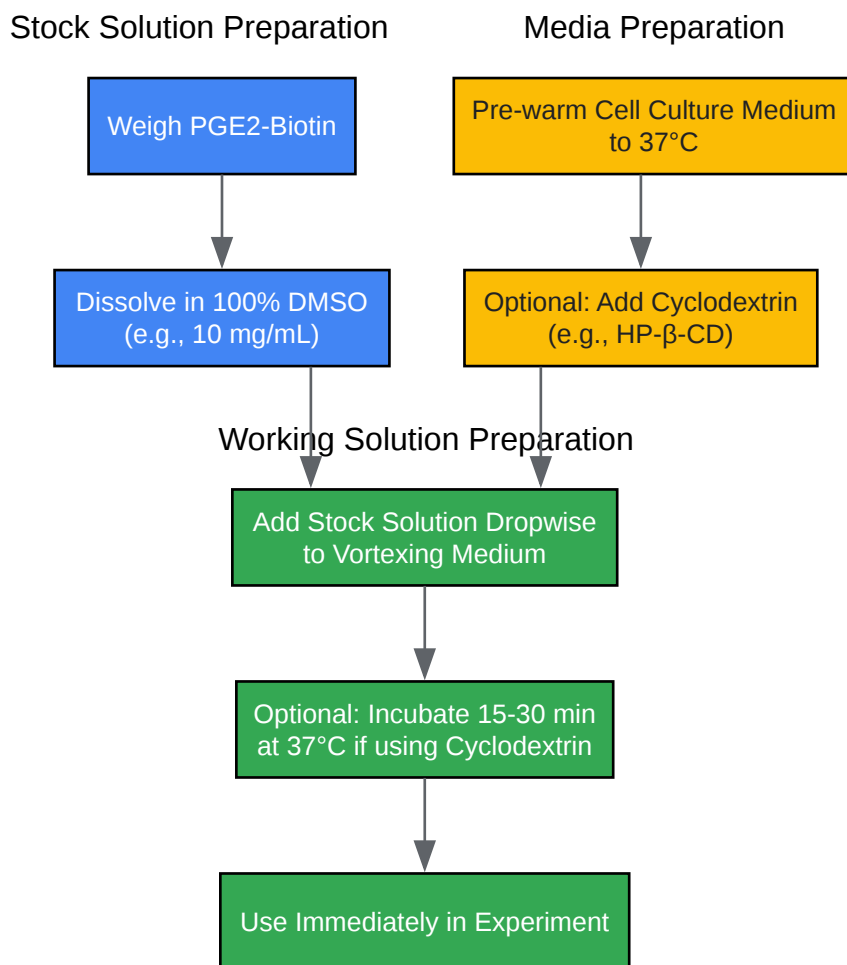 Stock Solution Preparation
Media Preparation
Weigh PGE2-Biotin
Pre-warm Cell Culture Medium
to 37°C
Dissolve in 100% DMSO
(e.g., 10 mg/mL)
Optional: Add Cyclodextrin
(e.g., HP-β-CD)
Working Solution Preparation
Add Stock Solution Dropwise
to Vortexing Medium
Optional: Incubate 15-30 min
at 37°C if using Cyclodextrin
Use Immediately in Experiment